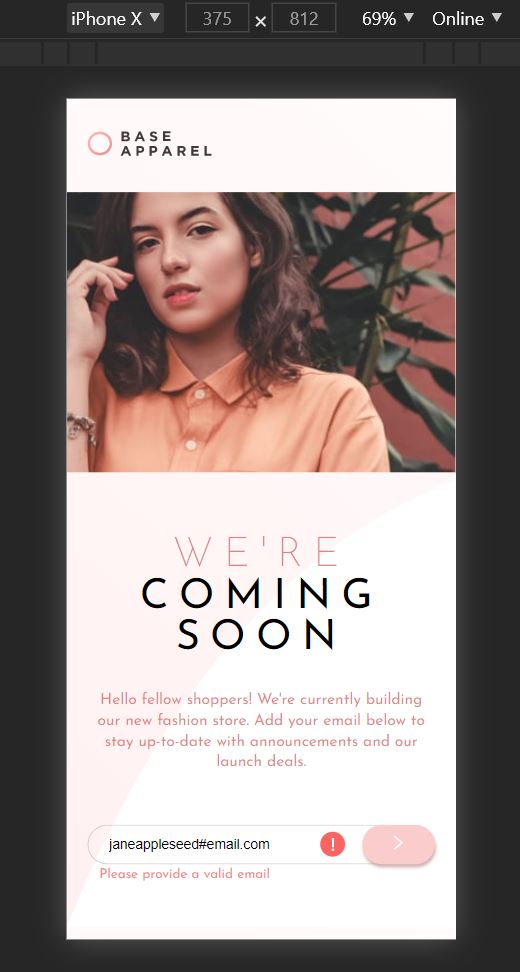 iPhone X ▼ 375 × 812 69% ▼ Online ▼
BASE
APPAREL
WE'RE
COMING
SOON
Hello fellow shoppers! We're currently building
our new fashion store. Add your email below to
stay up-to-date with announcements and our
launch deals.
janeappleseed#email.com !
Please provide a valid email